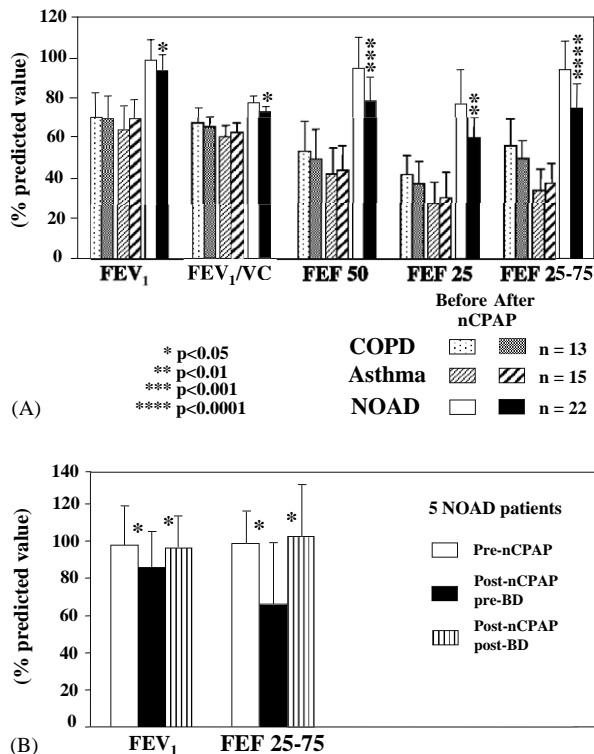 (% predicted value)
120
100
80
60
40
20
0
*
*
***
**
****
FEV₁
FEV₁/VC
FEF 50
FEF 25
FEF 25-75
Before After
nCPAP
* p<0.05
** p<0.01
*** p<0.001
**** p<0.0001
COPD n = 13
Asthma n = 15
NOAD n = 22
(A)
(% predicted value)
140
120
100
80
60
40
20
0
* *
* *
5 NOAD patients
Pre-nCPAP
Post-nCPAP
pre-BD
Post-nCPAP
post-BD
FEV₁
FEF 25-75
(B)